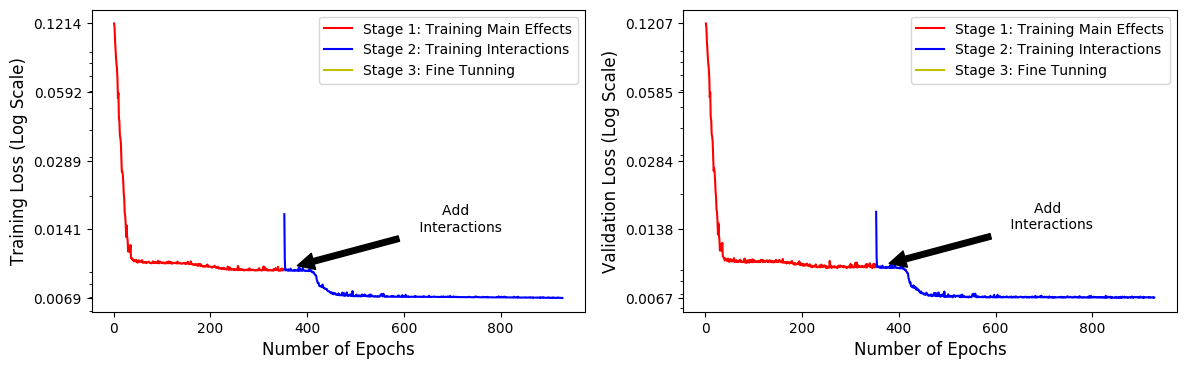 Training Loss (Log Scale)
0.1214
0.0592
0.0289
0.0141
0.0069
Stage 1: Training Main Effects
Stage 2: Training Interactions
Stage 3: Fine Tunning
Add
Interactions
0
200
400
600
800
Number of Epochs
Validation Loss (Log Scale)
0.1207
0.0585
0.0284
0.0138
0.0067
Stage 1: Training Main Effects
Stage 2: Training Interactions
Stage 3: Fine Tunning
Add
Interactions
0
200
400
600
800
Number of Epochs